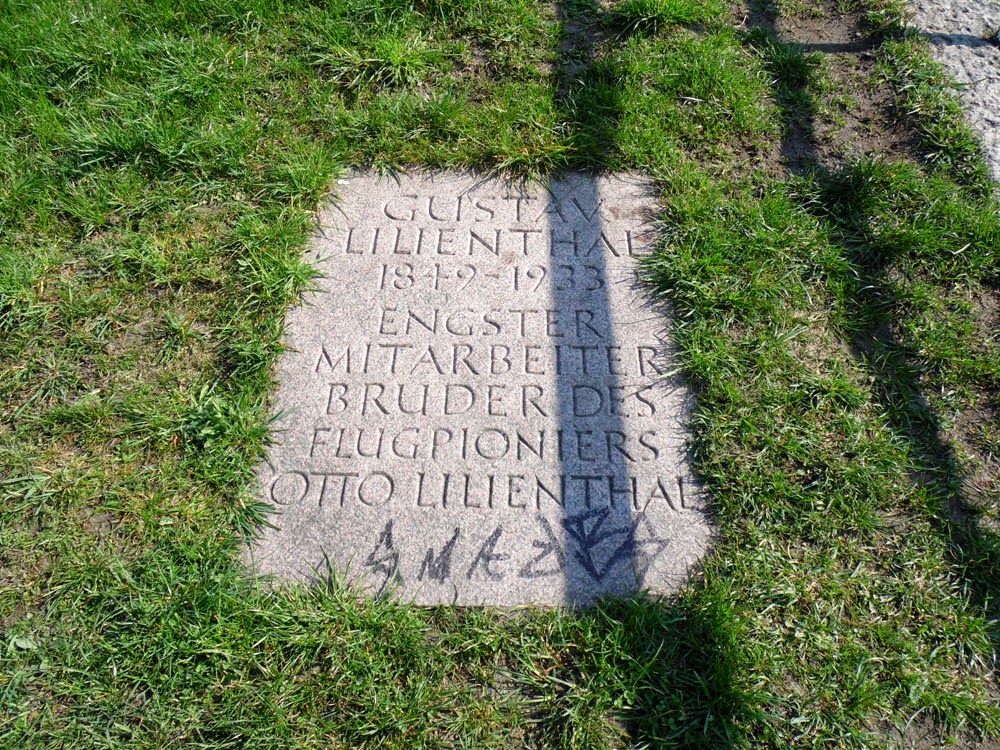 GUSTAV
LILIENTHAL
1849-1933
ENGSTER
MITARBEITER
BRUDER DES
FLUGPIONIERS
OTTO LILIENTHAL